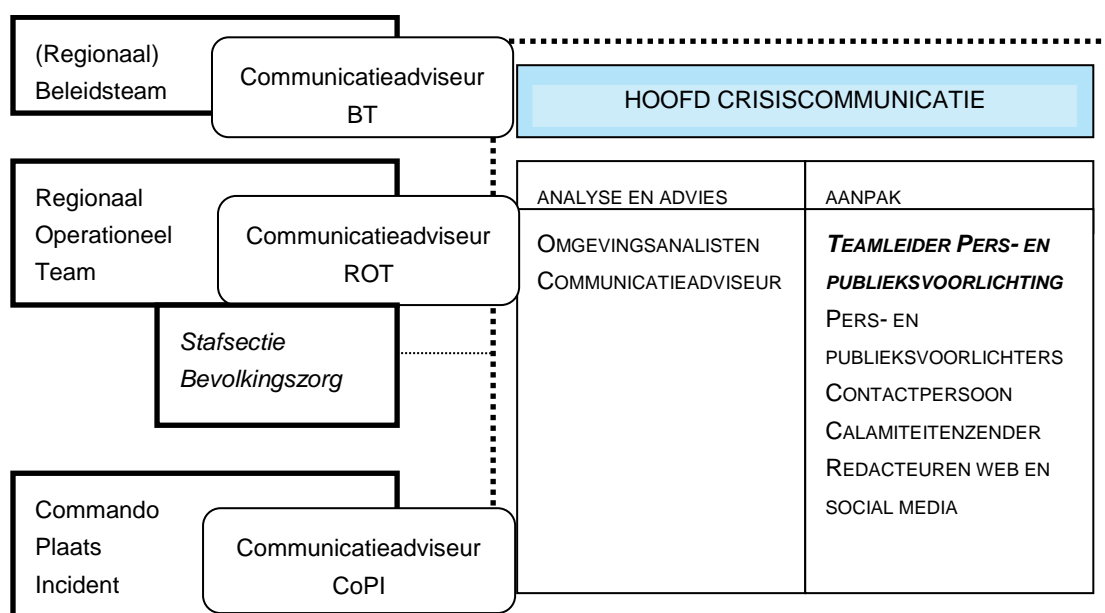 (Regionaal)
Beleidsteam
Communicatieadviseur
BT
HOOFD CRISISCOMMUNICATIE
Regionaal
Operationeel
Team
Communicatieadviseur
ROT
Stafsectie
Bevolkingszorg
Commando
Plaats
Incident
Communicatieadviseur
CoPI
ANALYSE EN ADVIES
OMGEVINGSANALISTEN
COMMUNICATIEADVISEUR
AANPAK
TEAMLEIDER PERS- EN
PUBLIEKSVOORLICHTING
PERS- EN
PUBLIEKSVOORLICHTERS
CONTACTPERSOON
CALAMITEITENZENDER
REDACTEUREN WEB EN
SOCIAL MEDIA